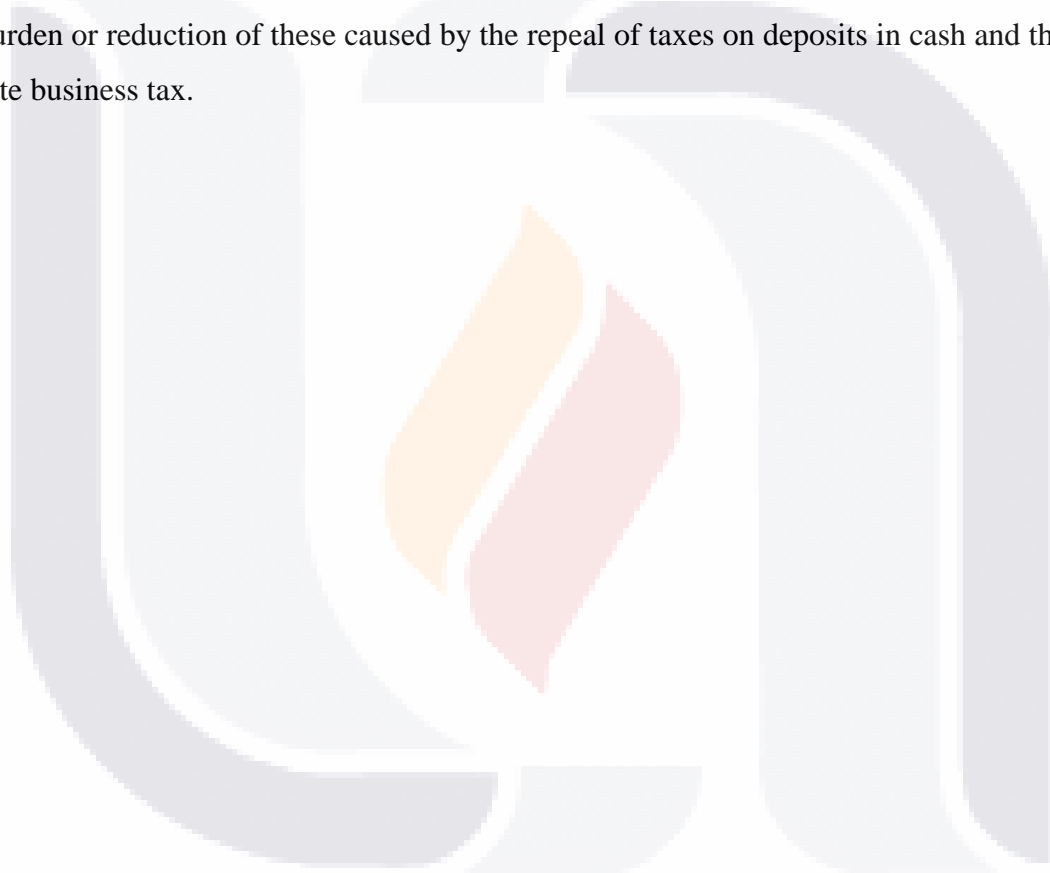 urden or reduction of these caused by the repeal of taxes on deposits in cash and th
te business tax.